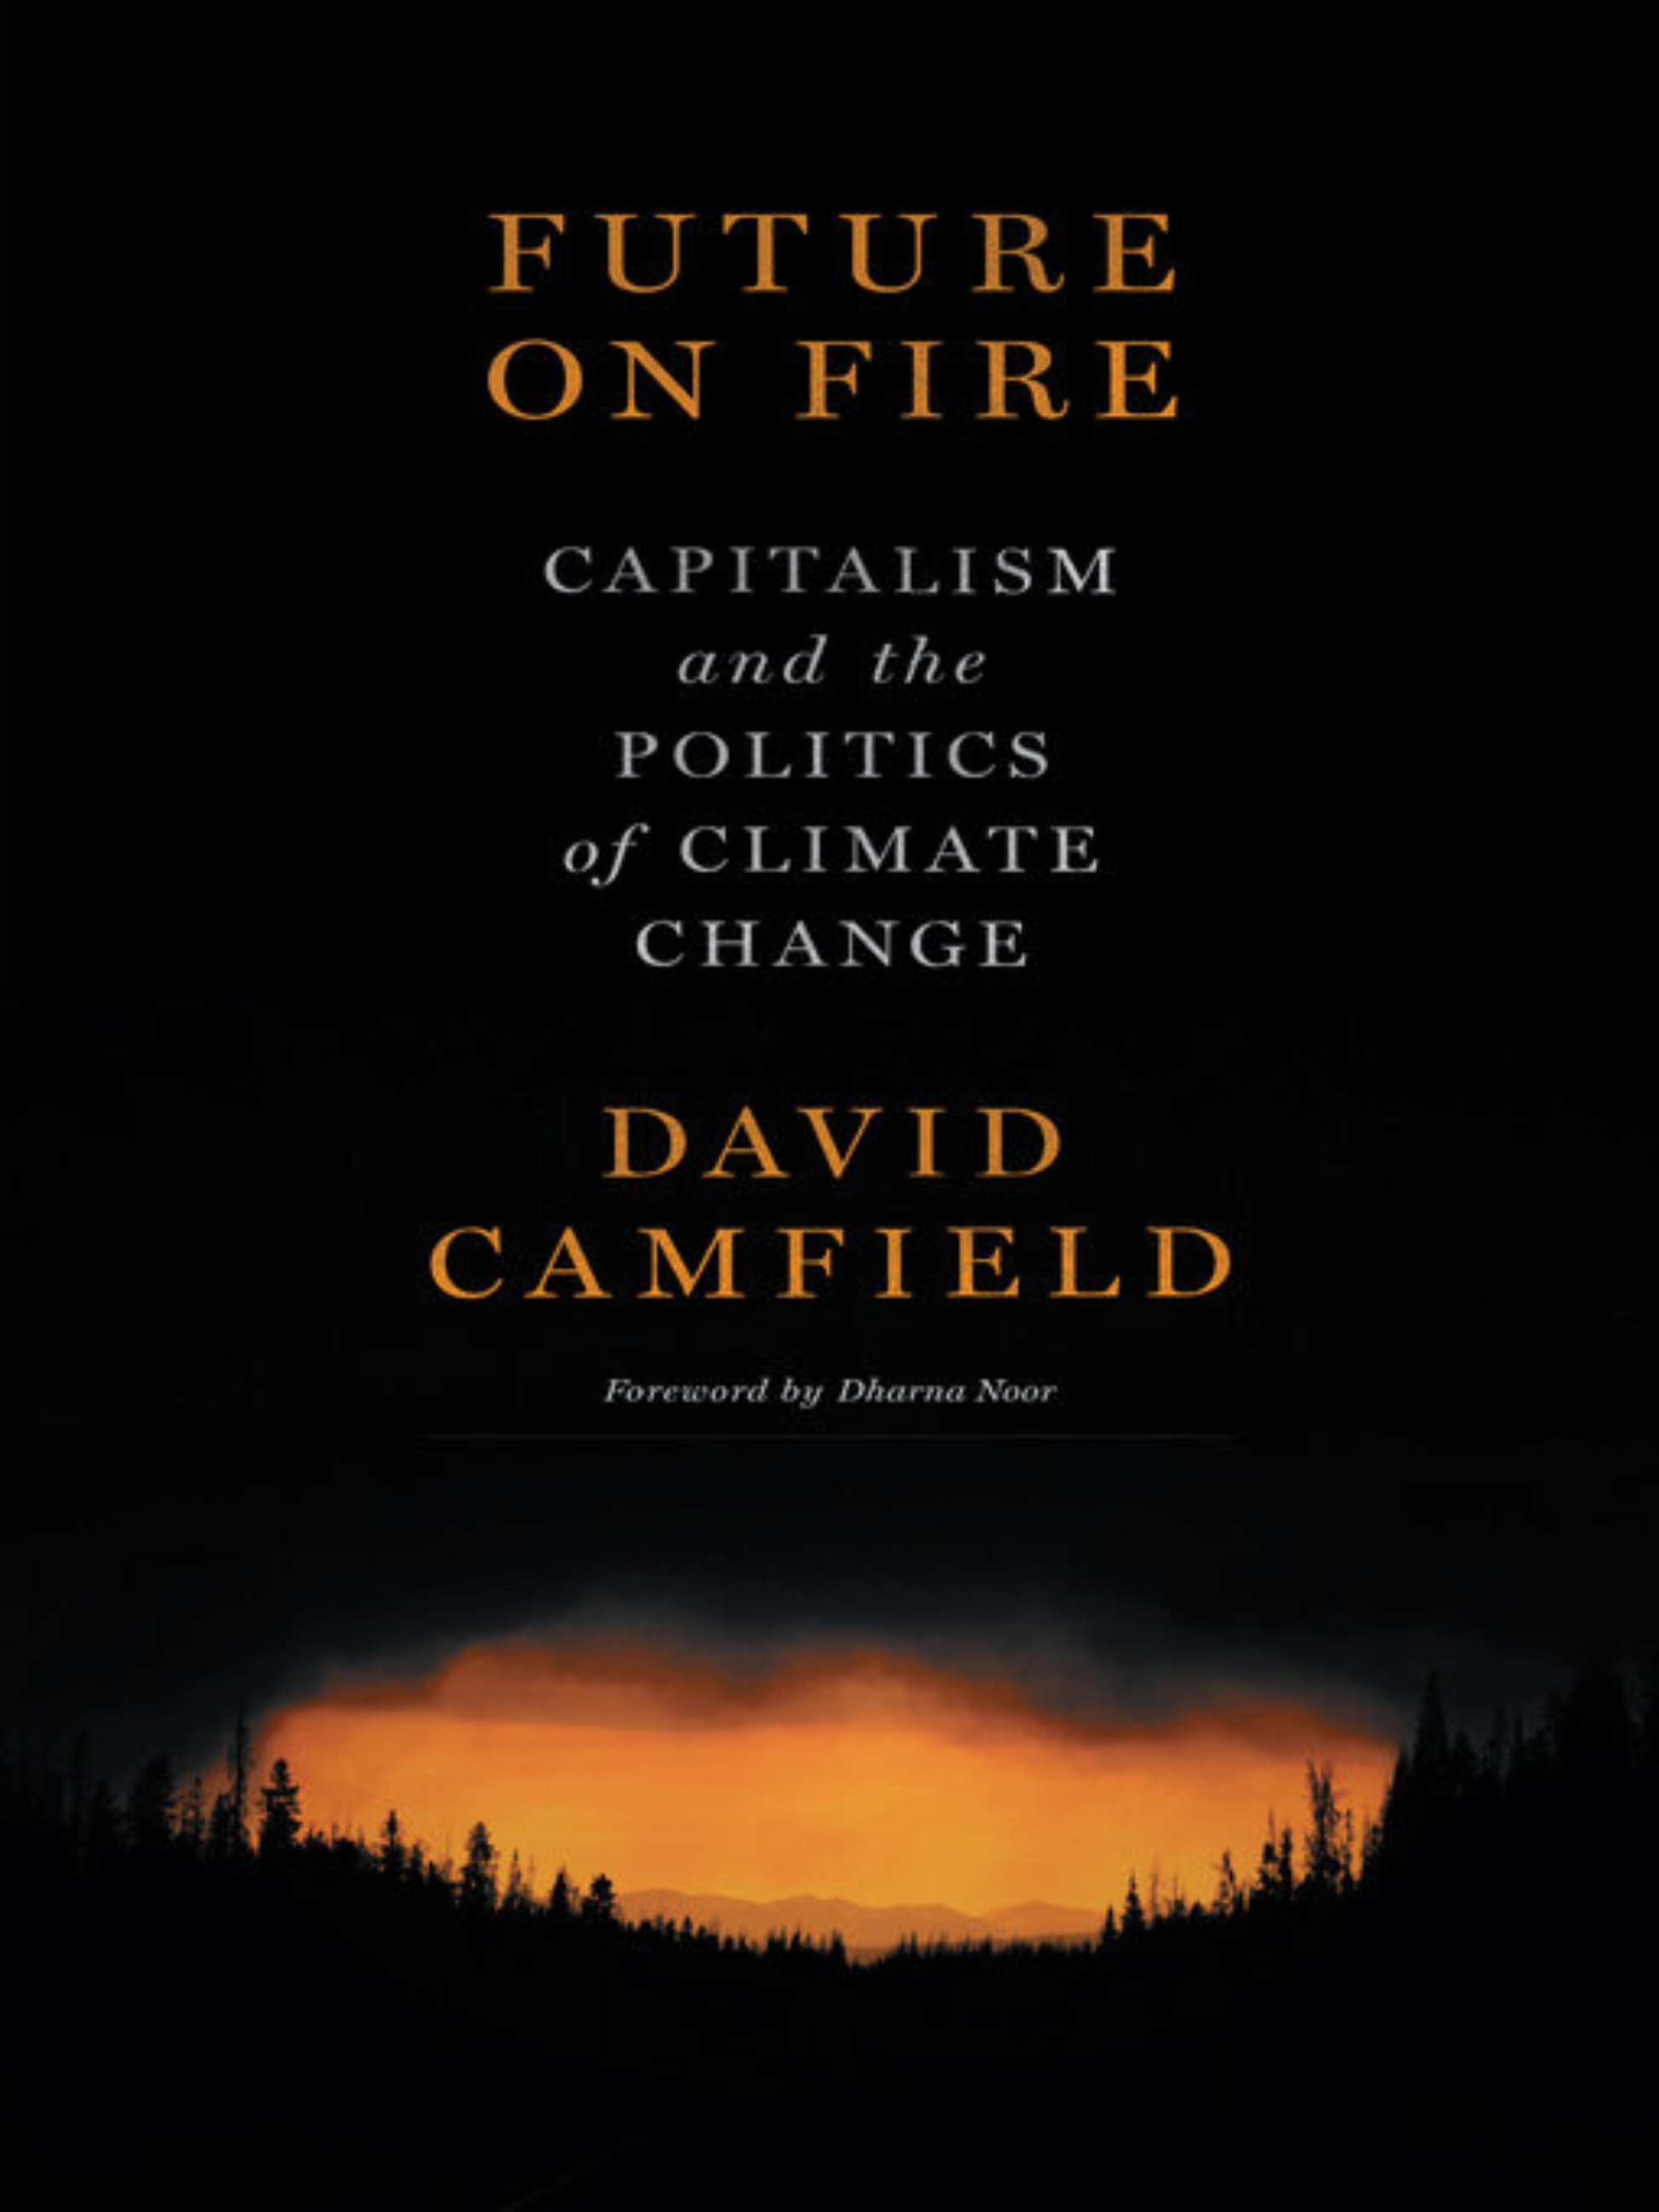 FUTURE
ON FIRE
CAPITALISM
and the
POLITICS
of CLIMATE
CHANGE
DAVID
CAMFIELD
Foreword by Dharna Noor